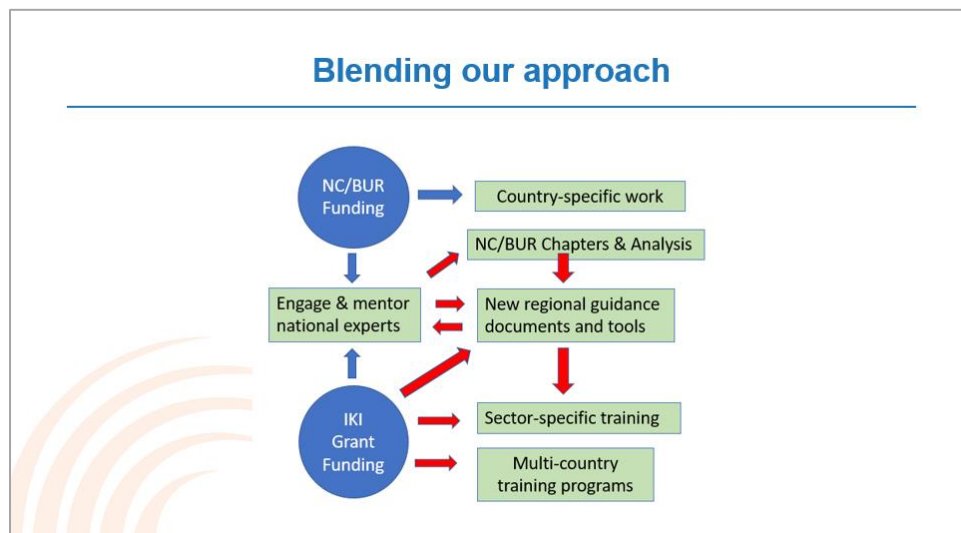 Blending our approach
NC/BUR
Funding
Country-specific work
NC/BUR Chapters & Analysis
Engage & mentor
national experts
New regional guidance
documents and tools
IKI
Grant
Funding
Sector-specific training
Multi-country
training programs